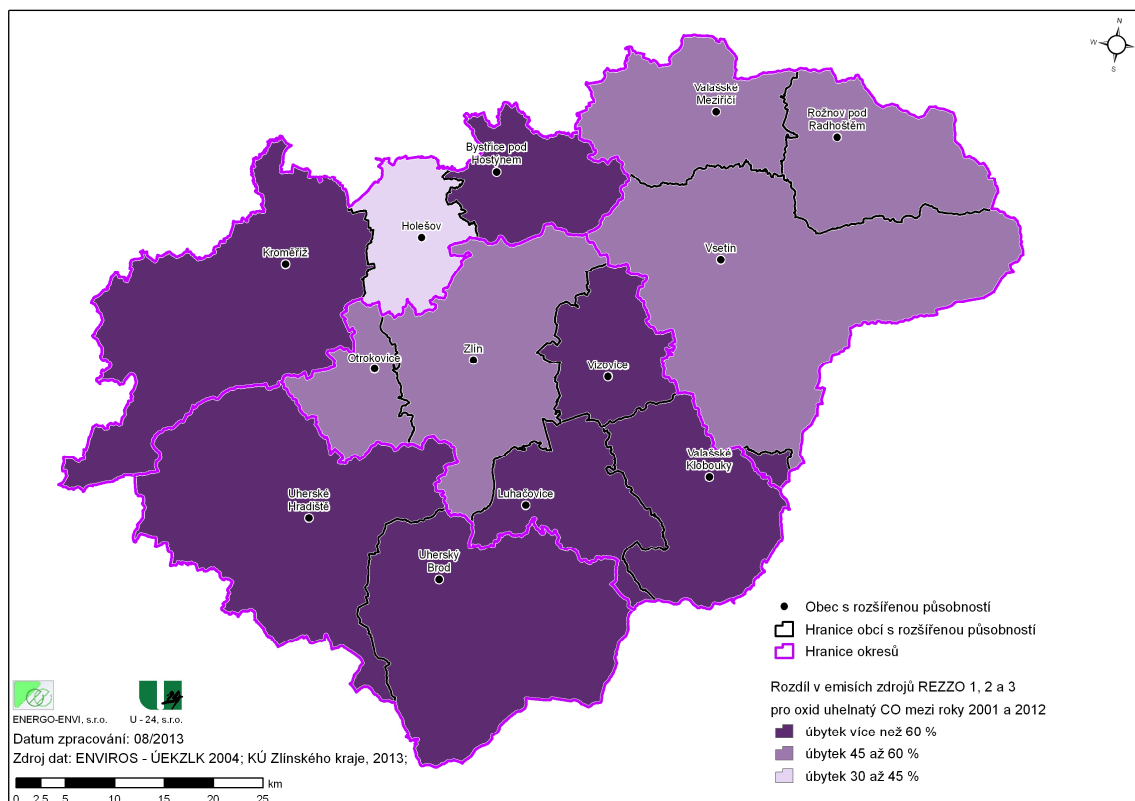 N
W
S
Valašské
Meziříčí
Rožnov pod
Radhoštěm
Bystřice pod
Hostýnem
Holešov
Kroměříž
Vsetín
Zlín
Otrokovice
Vizovice
Valašské
Klobouky
Luhačovice
Uherské
Hradiště
Uherský
Brod
Obec s rozšířenou působností
Hranice obcí s rozšířenou působností
Hranice okresů
Rozdíl v emisích zdrojů REZZO 1, 2 a 3
pro oxid uhelnatý CO mezi roky 2001 a 2012
úbytek více než 60 %
úbytek 45 až 60 %
úbytek 30 až 45 %
ENERGO-ENVI, s.r.o. U - 24, s.r.o.
Datum zpracování: 08/2013
Zdroj dat: ENVIROS - ÚEKZLK 2004; KÚ Zlínského kraje, 2013;
km
0 2,5 5 10 15 20 25